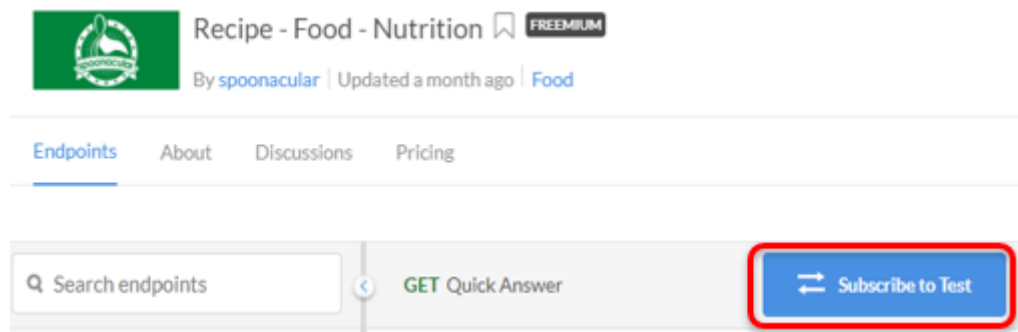 Recipe - Food - Nutrition FREEMIUM
spoonacular
By spoonacular Updated a month ago Food
Endpoints About Discussions Pricing
Search endpoints GET Quick Answer Subscribe to Test